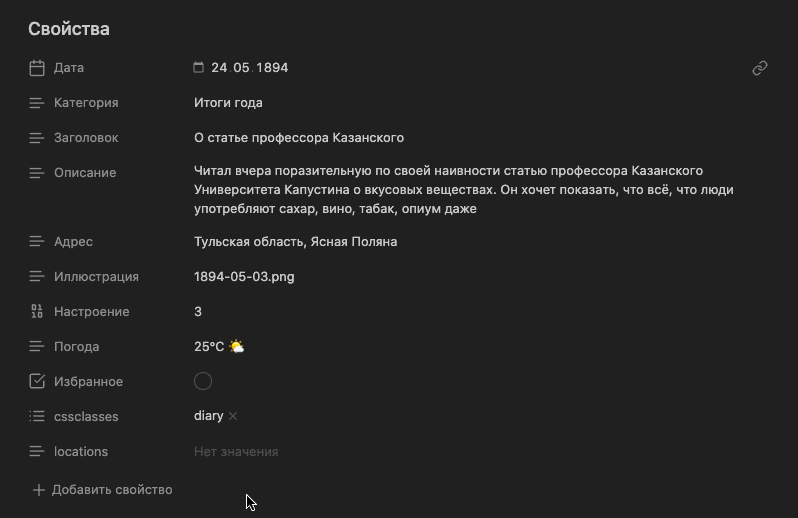 Свойства
Дата 24.05.1894
Категория Итоги года
Заголовок О статье профессора Казанского
Описание Читал вчера поразительную по своей наивности статью профессора Казанского
Университета Капустина о вкусовых веществах. Он хочет показать, что всё, что люди
употребляют сахар, вино, табак, опиум даже
Адрес Тульская область, Ясная Поляна
Иллюстрация 1894-05-03.png
Настроение 3
Погода 25°C
Избранное
cssclasses diary
locations Нет значения
Добавить свойство